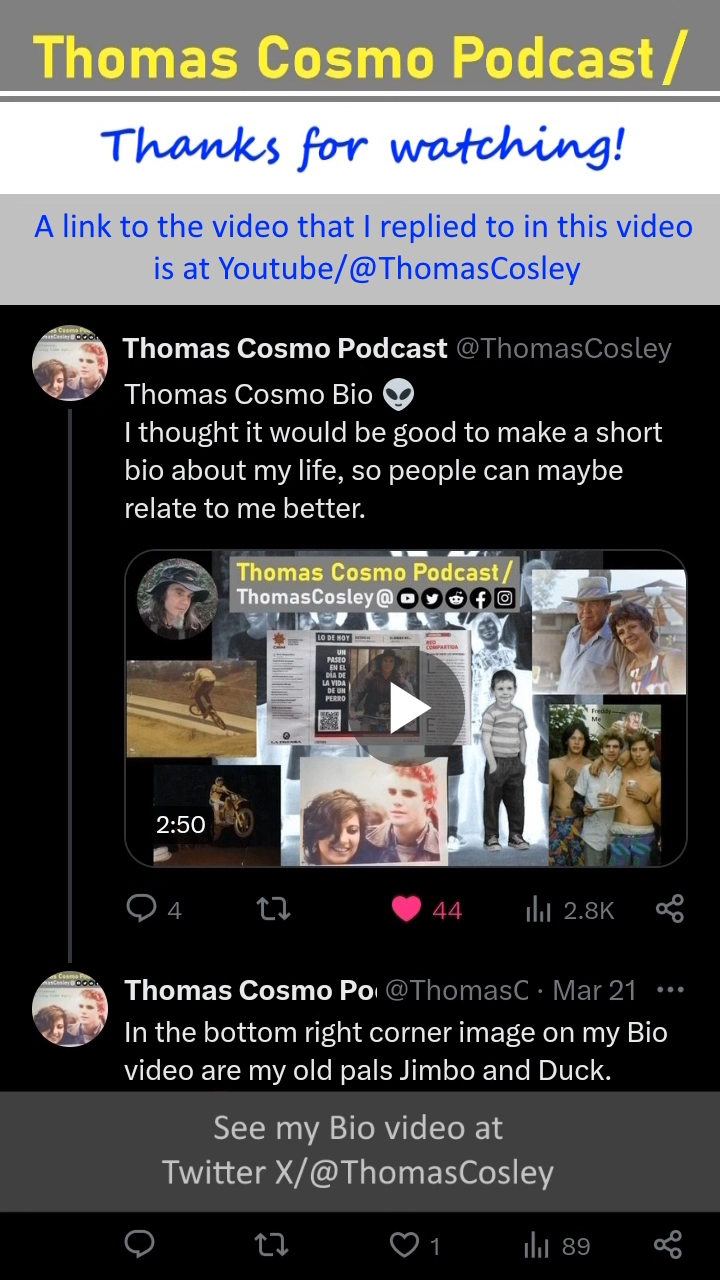 Thomas Cosmo Podcast/
Thanks for watching!
A link to the video that I replied to in this video
is at Youtube/@ThomasCosley
Thomas Cosmo Podcast @ThomasCosley
Thomas Cosmo Bio 👽
I thought it would be good to make a short
bio about my life, so people can maybe
relate to me better.
Thomas Cosmo Podcast/
ThomasCosley@
LO DE HOY
UN
PASEO
EN EL
DÍA DE
LA VIDA
DE UN
PERRO
RED
COMPARTIDA
Freddy
Me
2:50
4
44
2.8K
Thomas Cosmo Po @ThomasC · Mar 21
In the bottom right corner image on my Bio
video are my old pals Jimbo and Duck.
See my Bio video at
Twitter X/@ThomasCosley
1
89